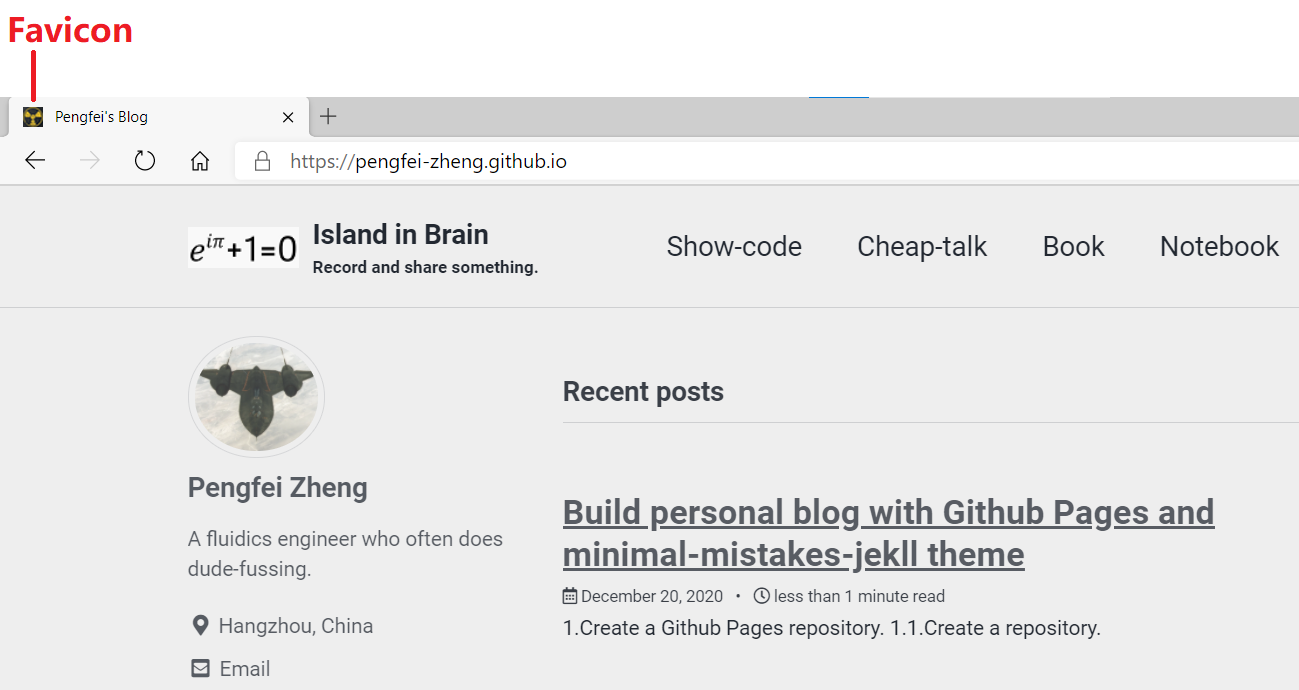 Favicon
Pengfei's Blog
https://pengfei-zheng.github.io
e^{iπ}+1=0
Island in Brain
Record and share something.
Show-code Cheap-talk Book Notebook
Pengfei Zheng
A fluidics engineer who often does
dude-fussing.
Hangzhou, China
Email
Recent posts
Build personal blog with Github Pages and
minimal-mistakes-jekll theme
December 20, 2020 • less than 1 minute read
1.Create a Github Pages repository. 1.1.Create a repository.